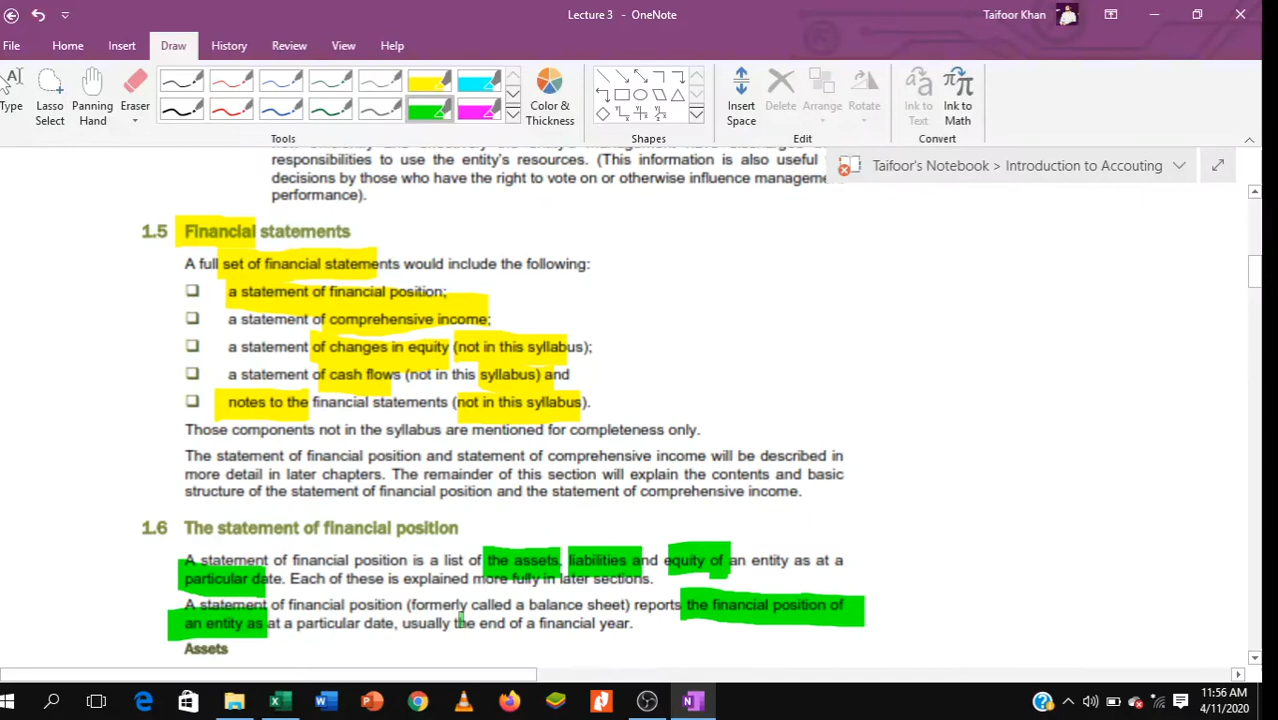 Lecture 3 - OneNote
Taifoor Khan
File Home Insert Draw History Review View Help
Type
Lasso Select
Panning Hand
Eraser
Color & Thickness
Insert Space
Delete
Arrange
Rotate
Ink to Text
Ink to Math
Tools
Shapes
Edit
Convert
Taifoor's Notebook > Introduction to Accouting
responsibilities to use the entity's resources. (This information is also useful
decisions by those who have the right to vote on or otherwise influence manageme
performance).
1.5 Financial statements
A full set of financial statements would include the following:
❑ a statement of financial position;
❑ a statement of comprehensive income;
❑ a statement of changes in equity (not in this syllabus);
❑ a statement of cash flows (not in this syllabus) and
❑ notes to the financial statements (not in this syllabus).
Those components not in the syllabus are mentioned for completeness only.
The statement of financial position and statement of comprehensive income will be described in
more detail in later chapters. The remainder of this section will explain the contents and basic
structure of the statement of financial position and the statement of comprehensive income.
1.6 The statement of financial position
A statement of financial position is a list of the assets, liabilities and equity of an entity as at a
particular date. Each of these is explained more fully in later sections.
A statement of financial position (formerly called a balance sheet) reports the financial position of
an entity as at a particular date, usually the end of a financial year.
Assets
11:56 AM
4/11/2020